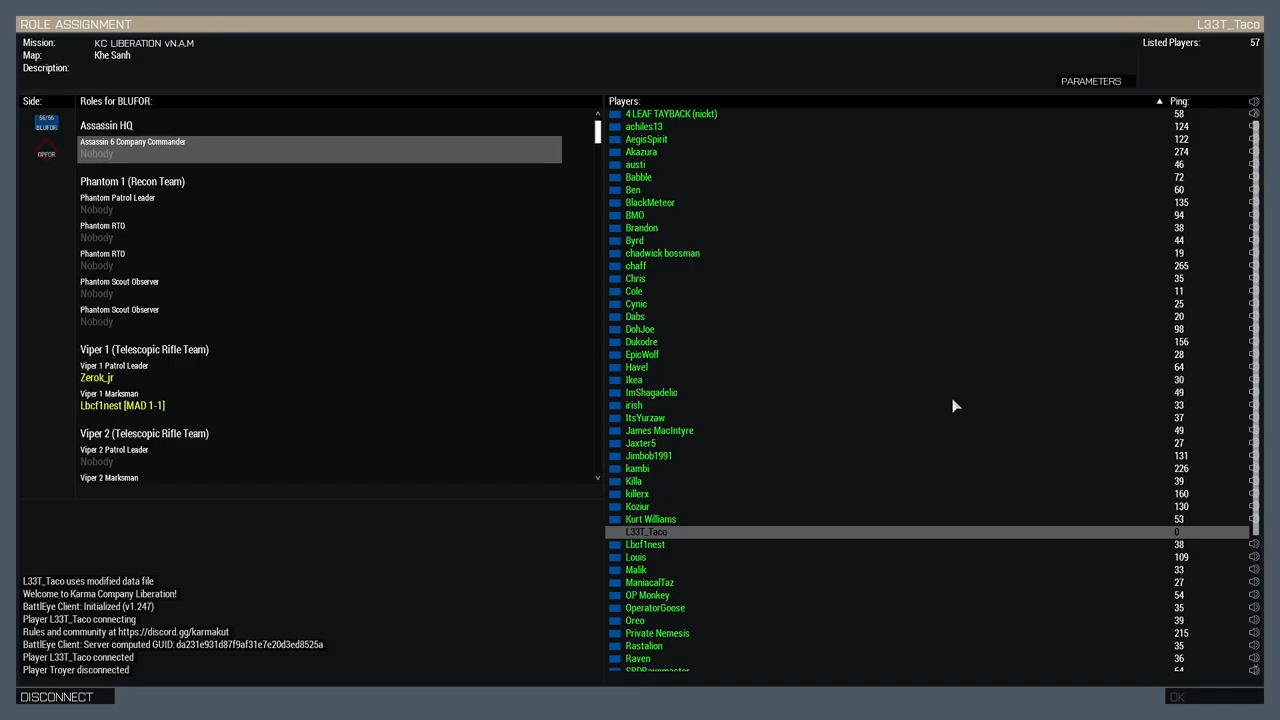 ROLE ASSIGNMENT
L33T_Taco
Mission: KC LIBERATION vN.A.M
Map: Khe Sanh
Description:
Listed Players: 57
PARAMETERS
Side:
56/56
BLUFOR
OPFOR
Roles for BLUFOR:
Assassin HQ
Assassin 6 Company Commander
Nobody
Phantom 1 (Recon Team)
Phantom Patrol Leader
Nobody
Phantom RTO
Nobody
Phantom RTO
Nobody
Phantom Scout Observer
Nobody
Phantom Scout Observer
Nobody
Viper 1 (Telescopic Rifle Team)
Viper 1 Patrol Leader
Zerok_jr
Viper 1 Marksman
Lbcf1nest [MAD 1-1]
Viper 2 (Telescopic Rifle Team)
Viper 2 Patrol Leader
Nobody
Viper 2 Marksman
Players: Ping:
4 LEAF TAYBACK (nickt) 58
achiles13 124
AegisSpirit 122
Akazura 274
austi 46
Babble 72
Ben 60
BlackMeteor 135
BMO 94
Brandon 38
Byrd 44
chadwick bossman 19
chaff 265
Chris 35
Cole 11
Cynic 25
Dabs 20
DohJoe 98
Dukodre 156
EpicWolf 28
Havel 64
Ikea 30
ImShagadelic 49
irish 33
ItsYurzaw 37
James MacIntyre 49
Jaxter5 27
Jimbob1991 131
kambi 226
Killa 39
killerx 160
Koziur 130
Kurt Williams 53
L33T_Taco 0
Lbcf1nest 38
Louis 109
Malik 33
ManiacalTaz 27
OP Monkey 54
OperatorGoose 35
Oreo 39
Private Nemesis 215
Rastalion 35
Raven 36
64
L33T_Taco uses modified data file
Welcome to Karma Company Liberation!
BattlEye Client: Initialized (v1.247)
Player L33T_Taco connecting
Rules and community at https://discord.gg/karmakut
BattlEye Client: Server computed GUID: da231e931d87f9af31e7e20d3ed8525a
Player L33T_Taco connected
Player Troyer disconnected
DISCONNECT
OK